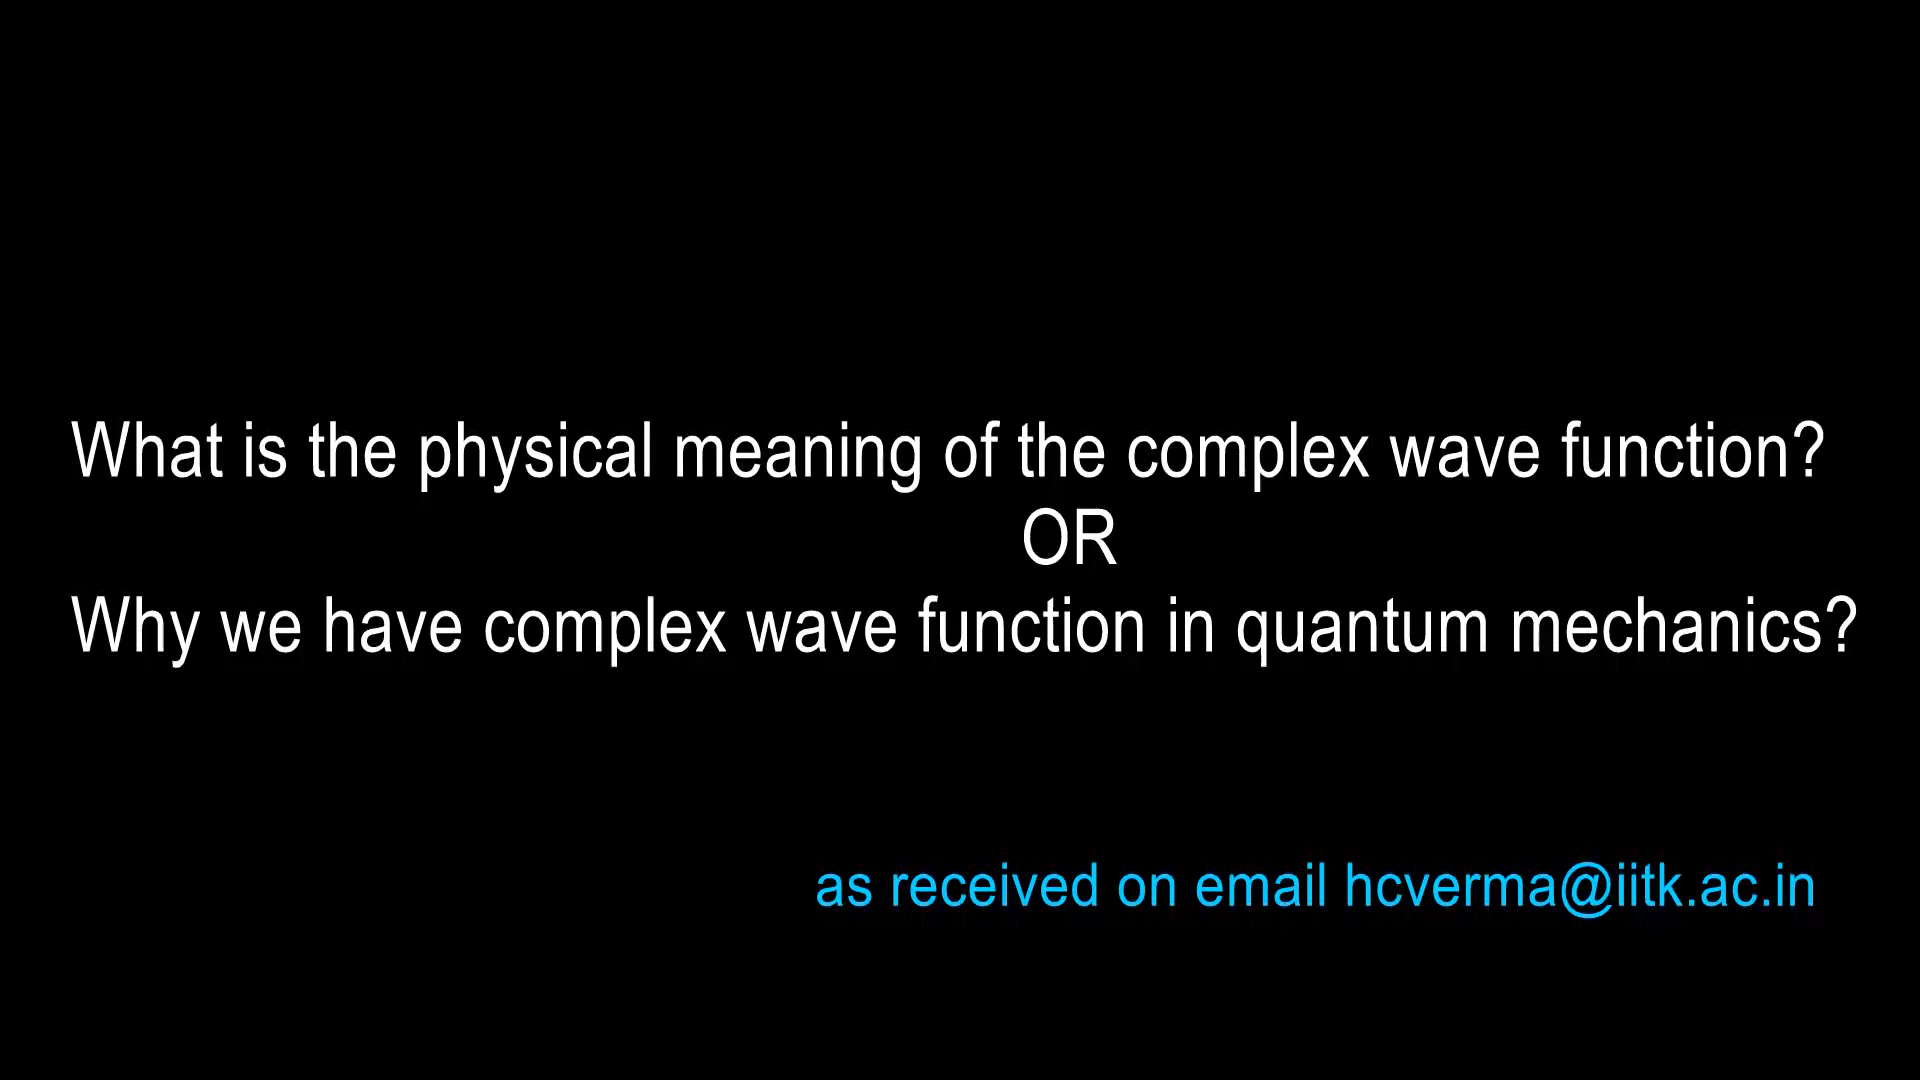 What is the physical meaning of the complex wave function?
OR
Why we have complex wave function in quantum mechanics?
as received on email hcverma@iitk.ac.in